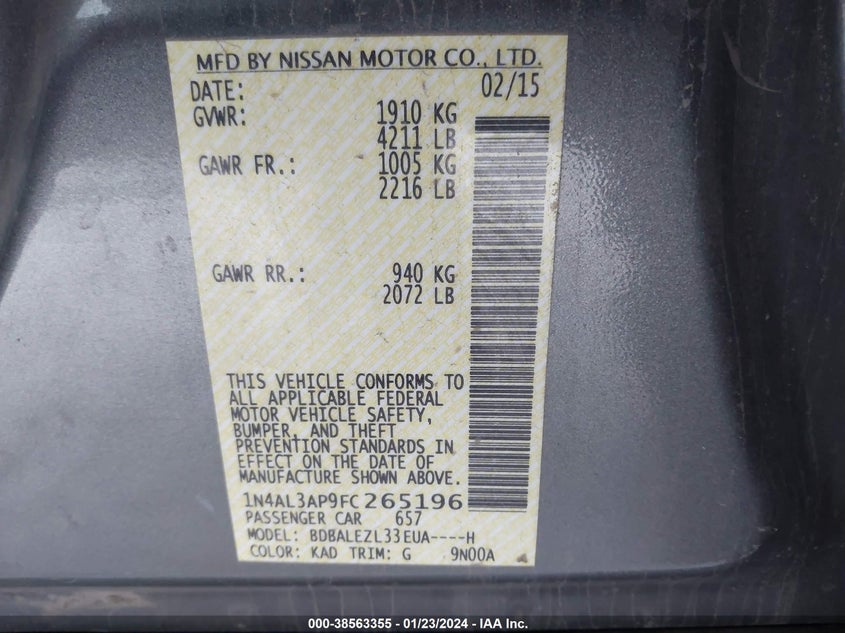 MFD BY NISSAN MOTOR CO., LTD.
DATE: 02/15
GVWR: 1910 KG
4211 LB
GAWR FR.: 1005 KG
2216 LB
GAWR RR.: 940 KG
2072 LB
THIS VEHICLE CONFORMS TO
ALL APPLICABLE FEDERAL
MOTOR VEHICLE SAFETY,
BUMPER, AND THEFT
PREVENTION STANDARDS IN
EFFECT ON THE DATE OF
MANUFACTURE SHOWN ABOVE.
1N4AL3AP9FC265196
PASSENGER CAR 657
MODEL: BDBALEZL33EUA----H
COLOR: KAD TRIM: G 9N00A
000-38563355 - 01/23/2024 - IAA Inc.